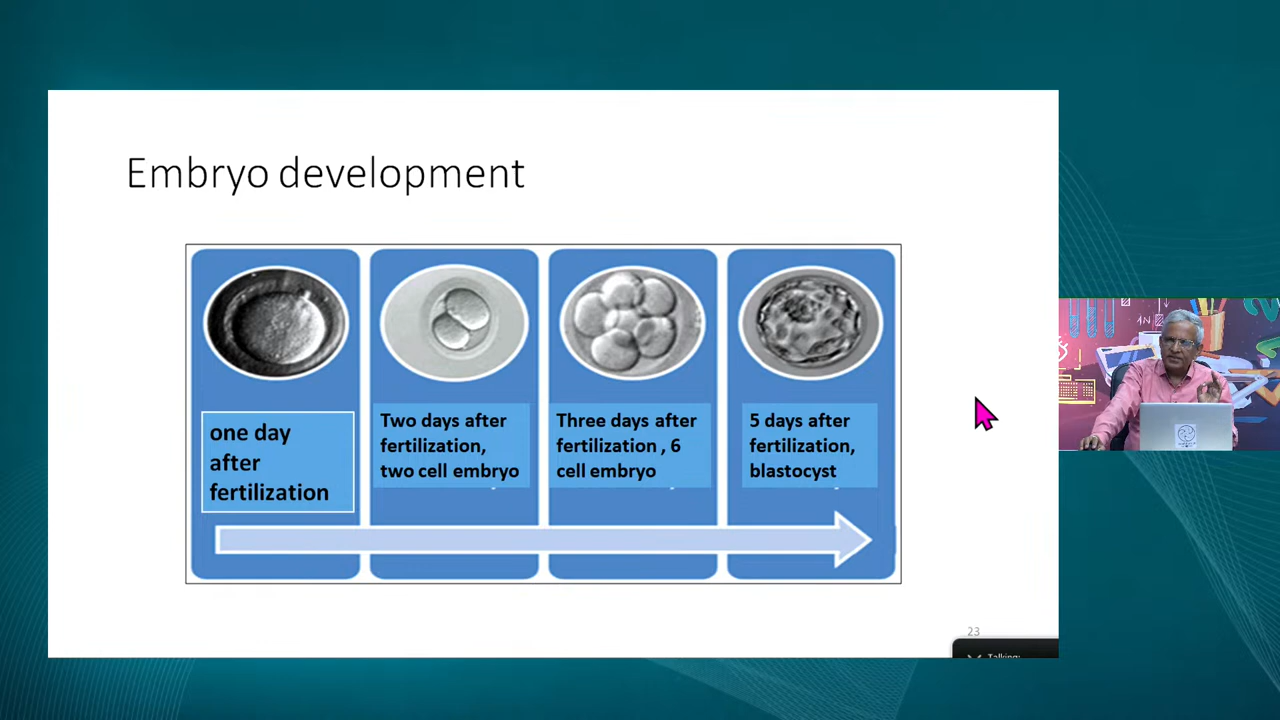 Embryo development
one day
after
fertilization
Two days after
fertilization,
two cell embryo
Three days after
fertilization , 6
cell embryo
5 days after
fertilization,
blastocyst
23
Talking: